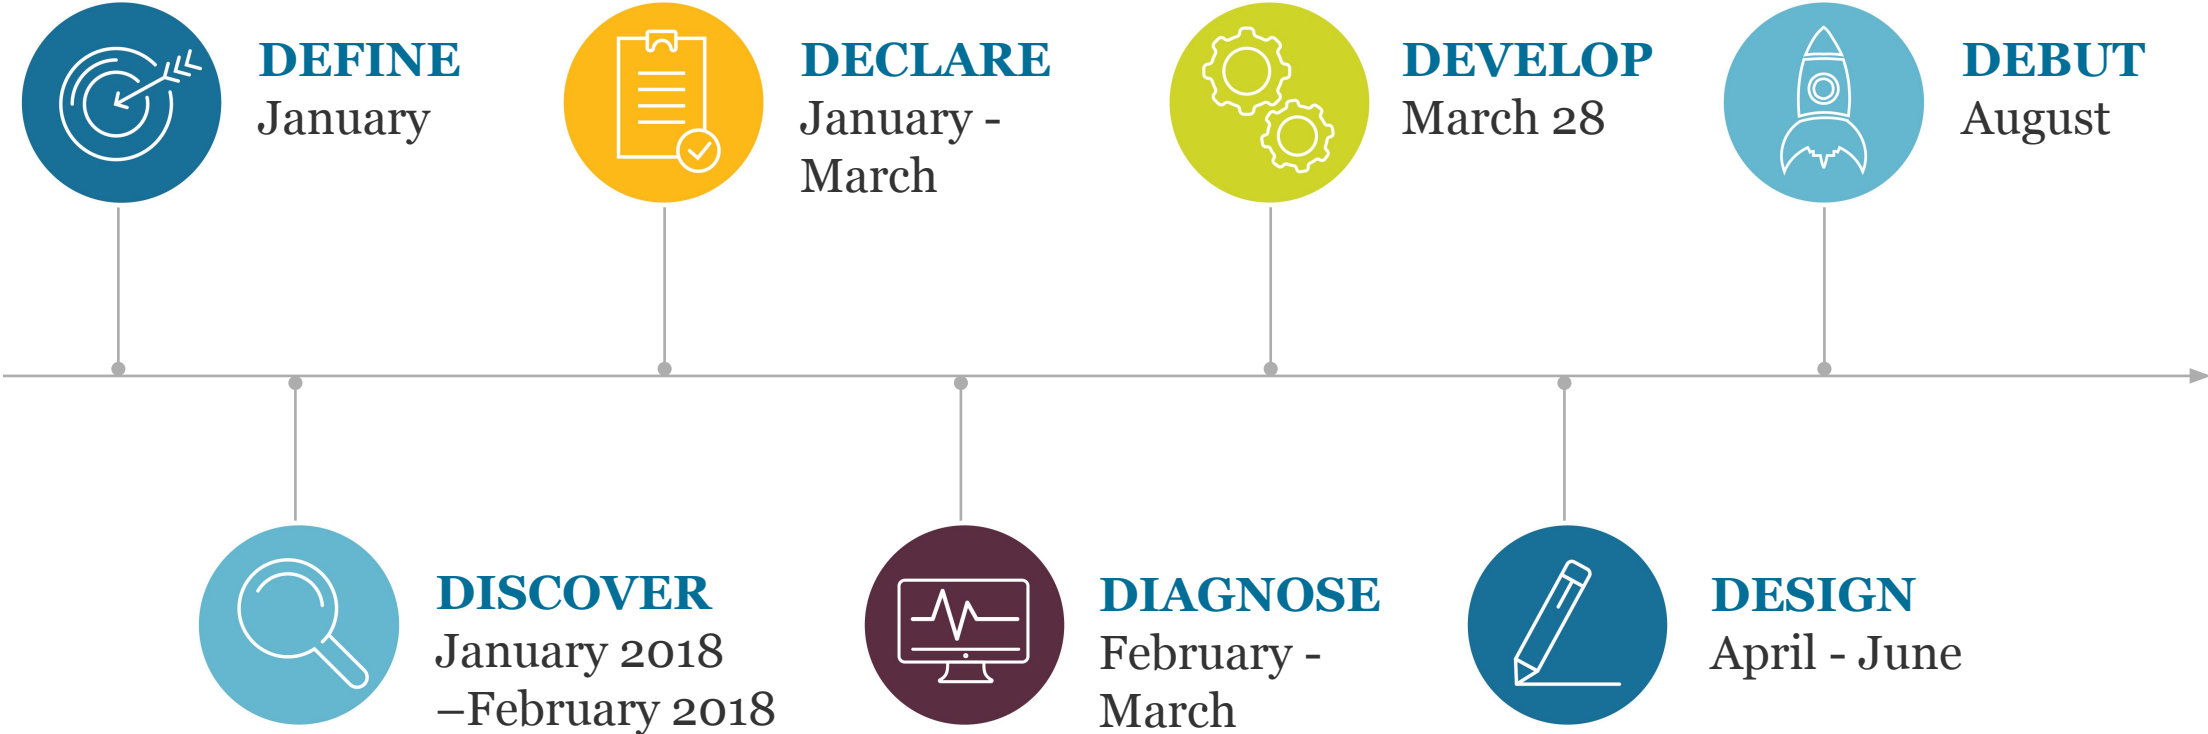 DEFINE
January
DECLARE
January -
March
DEVELOP
March 28
DEBUT
August
DISCOVER
January 2018
–February 2018
DIAGNOSE
February -
March
DESIGN
April - June